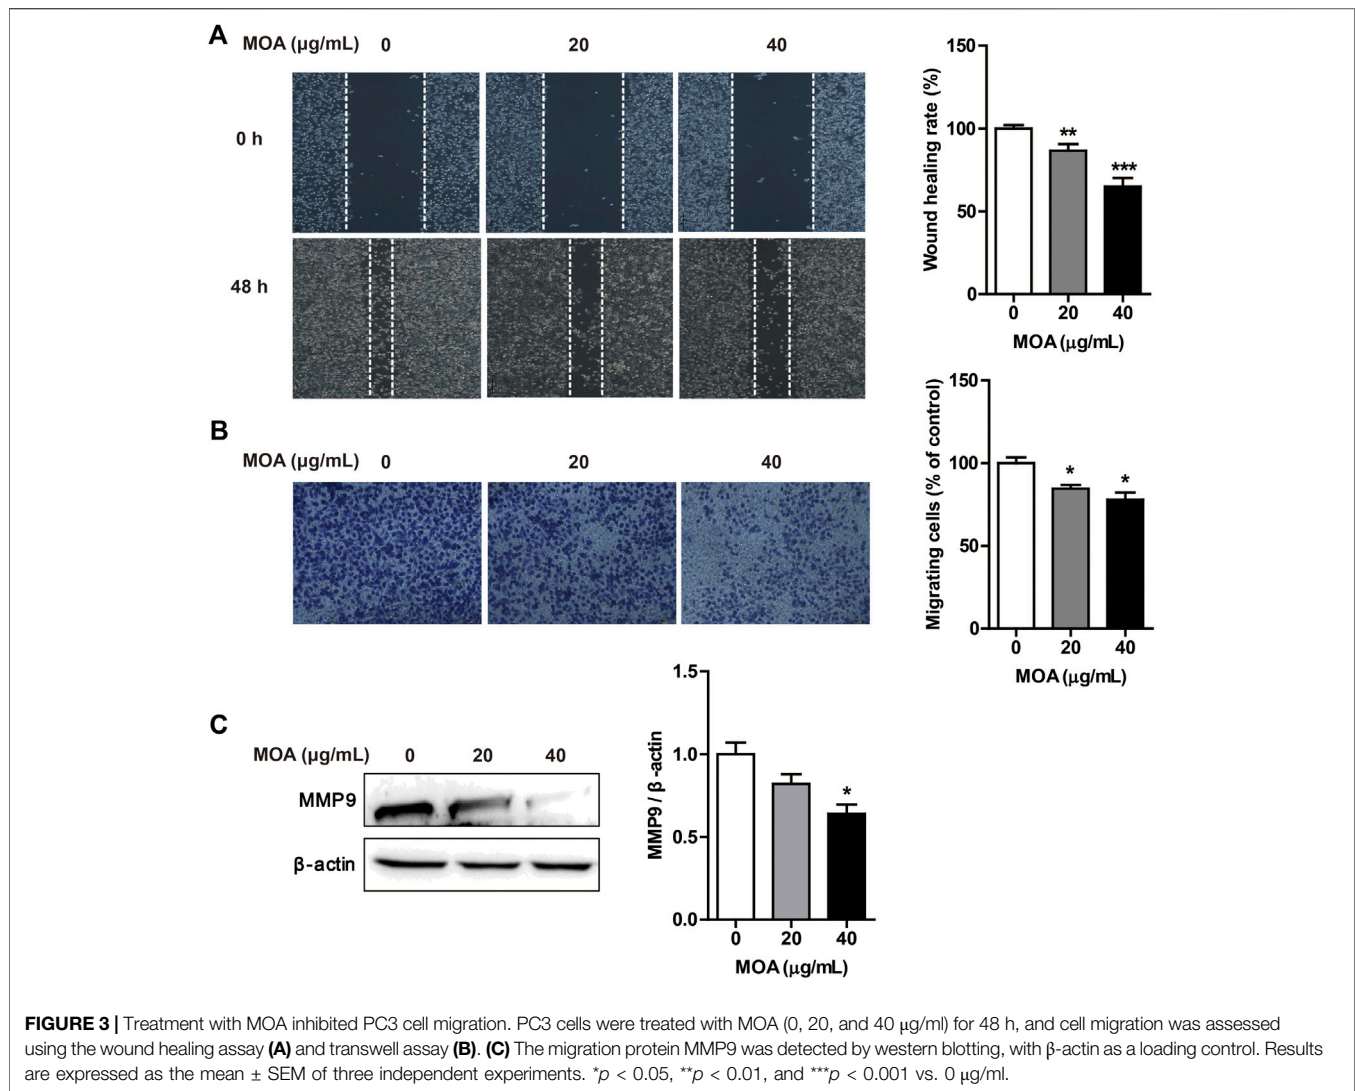 A
MOA (μg/mL) 0 20 40
0 h
48 h
150
100
50
0
Wound healing rate (%)
**
***
0 20 40
MOA (μg/mL)
B
MOA (μg/mL) 0 20 40
150
100
50
0
Migrating cells (% of control)
*
*
0 20 40
MOA (μg/mL)
C
MOA (μg/mL) 0 20 40
MMP9
β-actin
1.5
1.0
0.5
0.0
MMP9 / β -actin
*
0 20 40
MOA (μg/mL)
FIGURE 3 | Treatment with MOA inhibited PC3 cell migration. PC3 cells were treated with MOA (0, 20, and 40 μg/ml) for 48 h, and cell migration was assessed
using the wound healing assay (A) and transwell assay (B). (C) The migration protein MMP9 was detected by western blotting, with β-actin as a loading control. Results
are expressed as the mean ± SEM of three independent experiments. *p < 0.05, **p < 0.01, and ***p < 0.001 vs. 0 μg/ml.